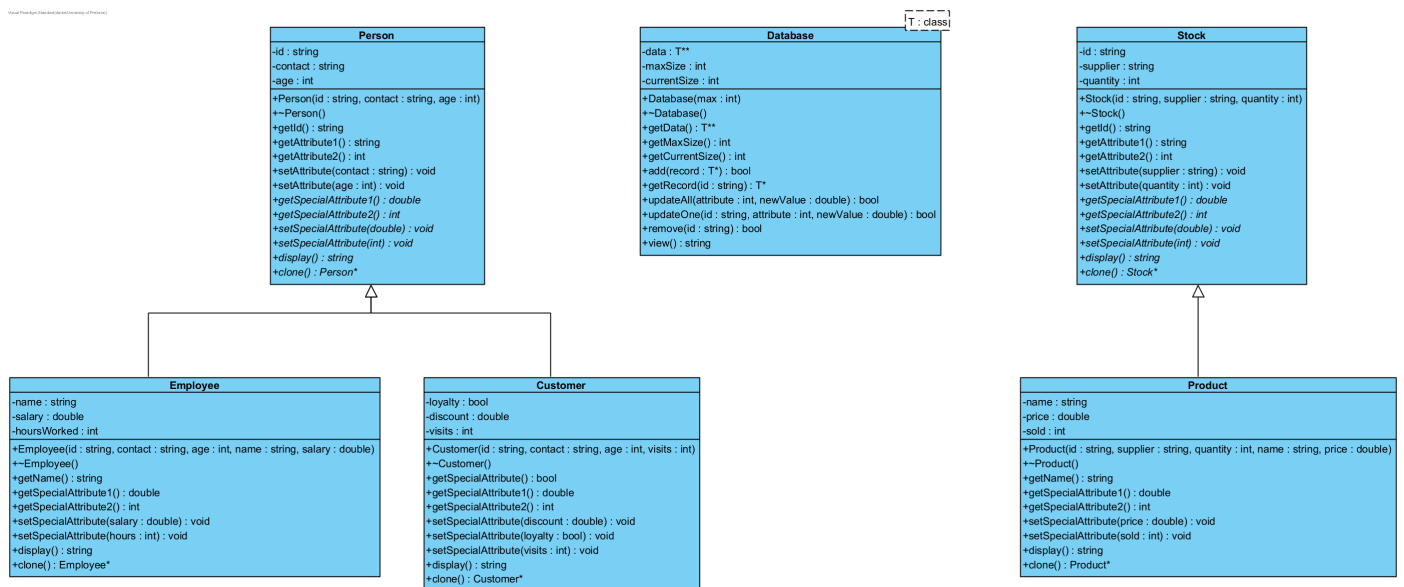 Visual Paradigm Standard(dante(University of Pretoria))
Person
-id : string
-contact : string
-age : int
+Person(id : string, contact : string, age : int)
+~Person()
+getId() : string
+getAttribute1() : string
+getAttribute2() : int
+setAttribute(contact : string) : void
+setAttribute(age : int) : void
+getSpecialAttribute1() : double
+getSpecialAttribute2() : int
+setSpecialAttribute(double) : void
+setSpecialAttribute(int) : void
+display() : string
+clone() : Person*
T : class
Database
-data : T**
-maxSize : int
-currentSize : int
+Database(max : int)
+~Database()
+getData() : T**
+getMaxSize() : int
+getCurrentSize() : int
+add(record : T*) : bool
+getRecord(id : string) : T*
+updateAll(attribute : int, newValue : double) : bool
+updateOne(id : string, attribute : int, newValue : double) : bool
+remove(id : string) : bool
+view() : string
Stock
-id : string
-supplier : string
-quantity : int
+Stock(id : string, supplier : string, quantity : int)
+~Stock()
+getId() : string
+getAttribute1() : string
+getAttribute2() : int
+setAttribute(supplier : string) : void
+setAttribute(quantity : int) : void
+getSpecialAttribute1() : double
+getSpecialAttribute2() : int
+setSpecialAttribute(double) : void
+setSpecialAttribute(int) : void
+display() : string
+clone() : Stock*
Employee
-name : string
-salary : double
-hoursWorked : int
+Employee(id : string, contact : string, age : int, name : string, salary : double)
+~Employee()
+getName() : string
+getSpecialAttribute1() : double
+getSpecialAttribute2() : int
+setSpecialAttribute(salary : double) : void
+setSpecialAttribute(hours : int) : void
+display() : string
+clone() : Employee*
Customer
-loyalty : bool
-discount : double
-visits : int
+Customer(id : string, contact : string, age : int, visits : int)
+~Customer()
+getSpecialAttribute() : bool
+getSpecialAttribute1() : double
+getSpecialAttribute2() : int
+setSpecialAttribute(discount : double) : void
+setSpecialAttribute(loyalty : bool) : void
+setSpecialAttribute(visits : int) : void
+display() : string
+clone() : Customer*
Product
-name : string
-price : double
-sold : int
+Product(id : string, supplier : string, quantity : int, name : string, price : double)
+~Product()
+getName() : string
+getSpecialAttribute1() : double
+getSpecialAttribute2() : int
+setSpecialAttribute(price : double) : void
+setSpecialAttribute(sold : int) : void
+display() : string
+clone() : Product*